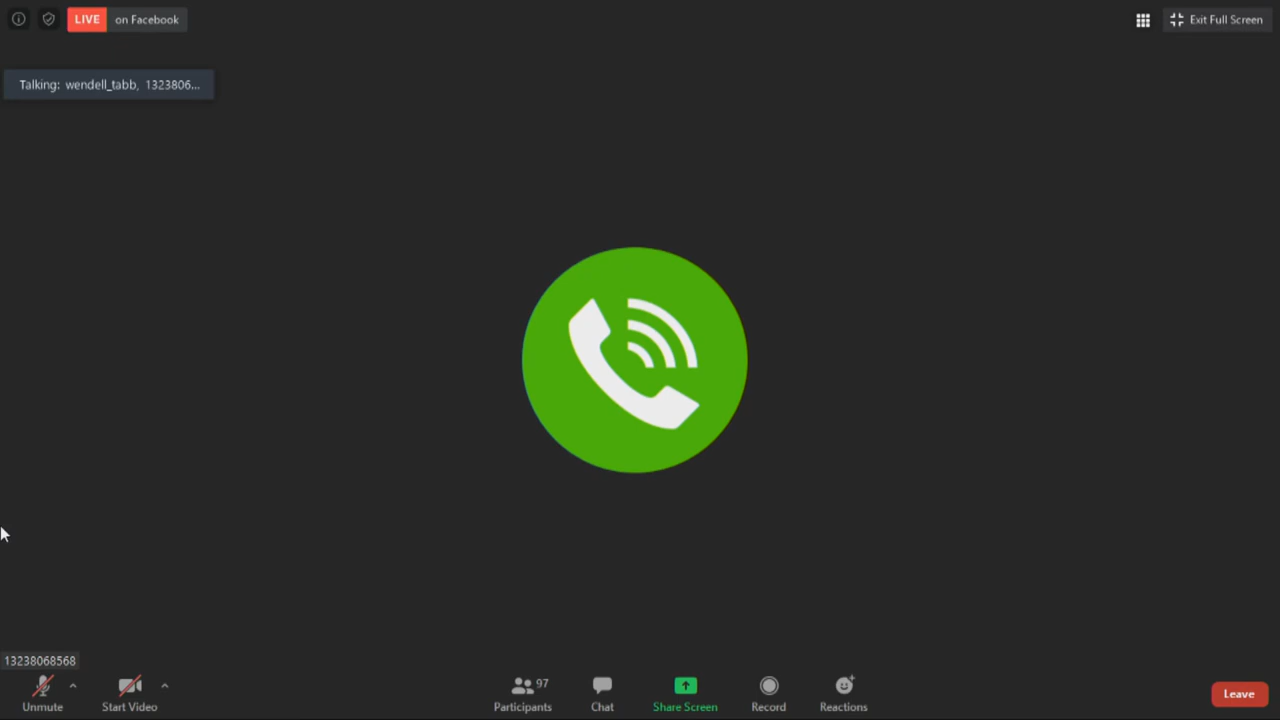 LIVE on Facebook
Exit Full Screen
Talking: wendell_tabb, 1323806...
13238068568
Unmute
Start Video
97
Participants
Chat
Share Screen
Record
Reactions
Leave